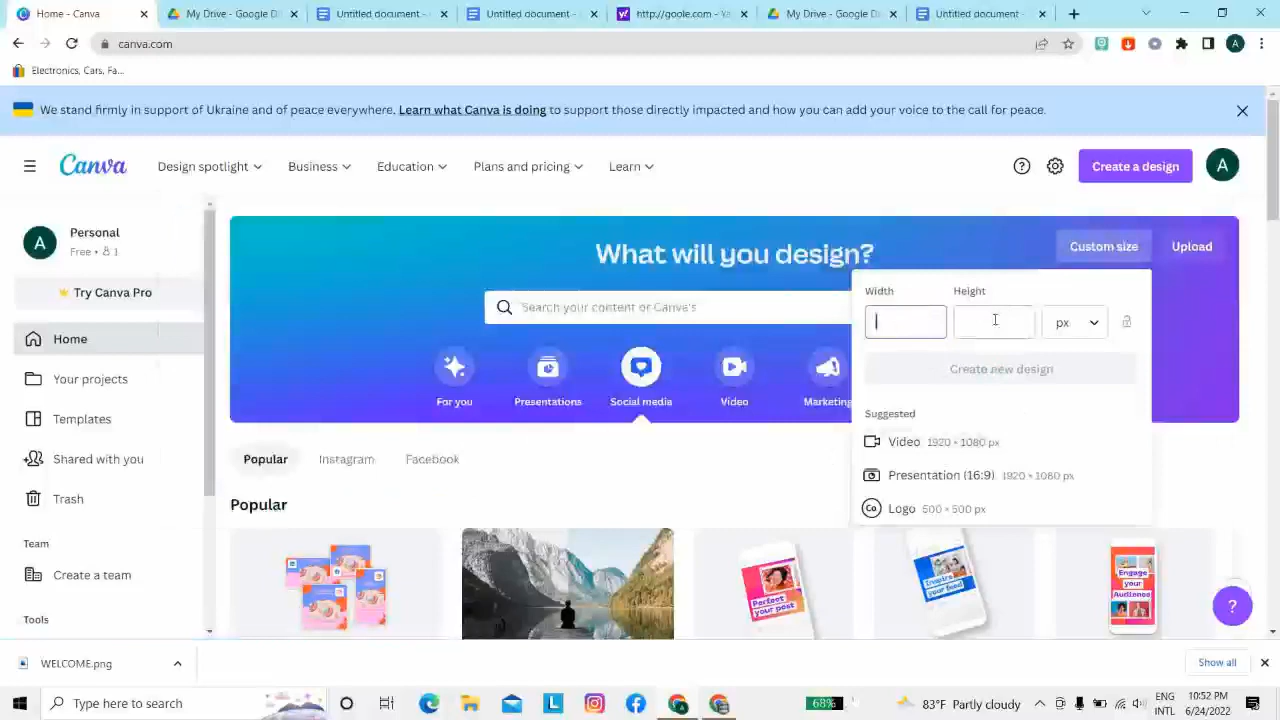 Home - Canva
My Drive - Google Dr
Untitled document -
Untitled document -
http://goole.com - Ya
My Drive - Google Dr
Untitled document -
canva.com
A
Electronics, Cars, Fa...
We stand firmly in support of Ukraine and of peace everywhere. Learn what Canva is doing to support those directly impacted and how you can add your voice to the call for peace.
Canva
Design spotlight
Business
Education
Plans and pricing
Learn
Create a design
A
A
Personal
Free • 1
Try Canva Pro
Home
Your projects
Templates
Shared with you
Trash
Team
Create a team
Tools
What will you design?
Custom size
Upload
Search your content or Canva's
For you
Presentations
Social media
Video
Marketing
Width
Height
px
Create new design
Suggested
Video 1920 × 1080 px
Presentation (16:9) 1920 × 1080 px
Logo 500 × 500 px
Co
Popular
Instagram
Facebook
Popular
Perfect
your post
Inspire
your feed
Engage
your
Audience
?
WELCOME.png
Show all
Type here to search
L
68%
83°F Partly cloudy
ENG
INTL
10:52 PM
6/24/2022